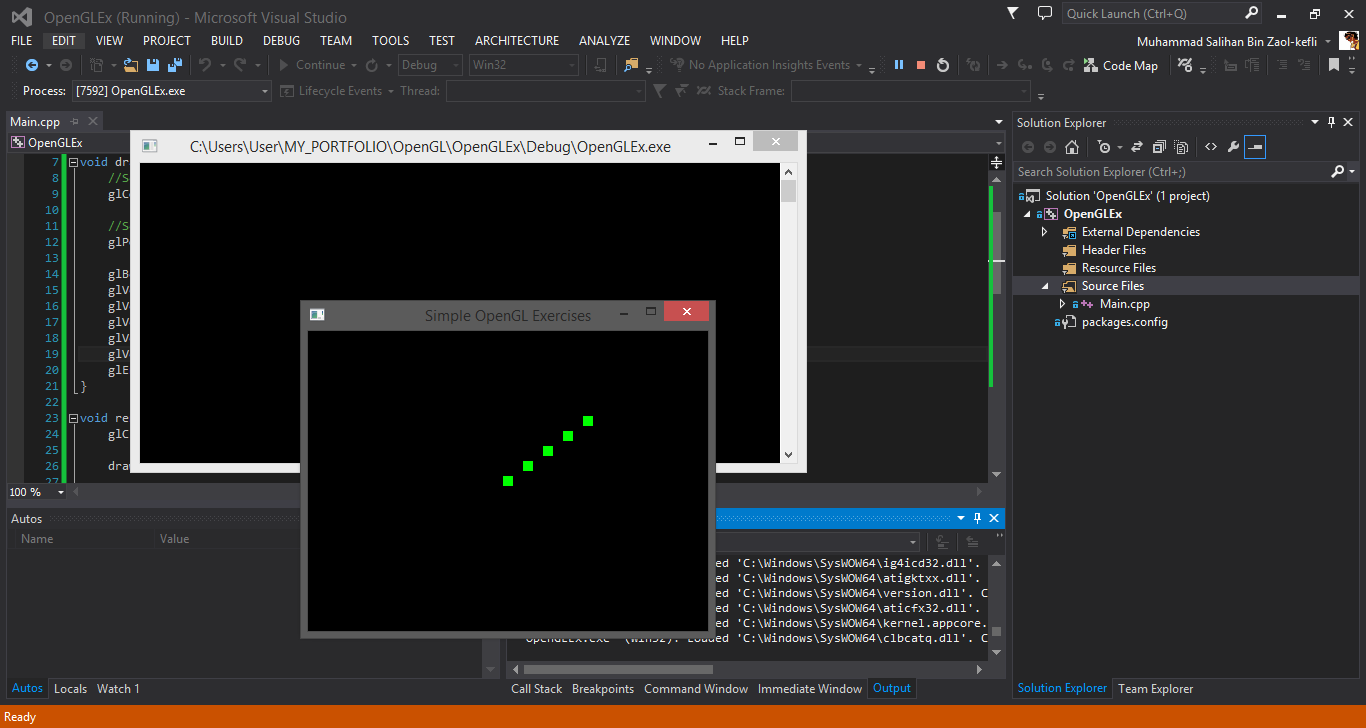 OpenGLEx (Running) - Microsoft Visual Studio
Quick Launch (Ctrl+Q)
FILE EDIT VIEW PROJECT BUILD DEBUG TEAM TOOLS TEST ARCHITECTURE ANALYZE WINDOW HELP
Muhammad Salihan Bin Zaol-kefli
Continue Debug Win32 No Application Insights Events Code Map
Process: [7592] OpenGLEx.exe Lifecycle Events Thread: Stack Frame:
Main.cpp
OpenGLEx
C:\Users\User\MY_PORTFOLIO\OpenGL\OpenGLEx\Debug\OpenGLEx.exe
7 void dr
8 //S
9 glC
10
11 //S
12 glP
13
14 glB
15 glV
16 glV
17 glV
18 glV
19 glV
20 glE
21 }
22
23 void re
24 glC
25
26 dra
27
100 %
Simple OpenGL Exercises
Autos
Name Value
ed 'C:\Windows\SysWOW64\ig4icd32.dll'.
ed 'C:\Windows\SysWOW64\atigktxx.dll'.
ed 'C:\Windows\SysWOW64\version.dll'. C
ed 'C:\Windows\SysWOW64\aticfx32.dll'.
ed 'C:\Windows\SysWOW64\kernel.appcore.
'OpenGLEx.exe' (Win32): Loaded 'C:\Windows\SysWOW64\clbcatq.dll'. C
Autos Locals Watch 1
Call Stack Breakpoints Command Window Immediate Window Output
Solution Explorer
Search Solution Explorer (Ctrl+;)
Solution 'OpenGLEx' (1 project)
OpenGLEx
External Dependencies
Header Files
Resource Files
Source Files
Main.cpp
packages.config
Solution Explorer Team Explorer
Ready